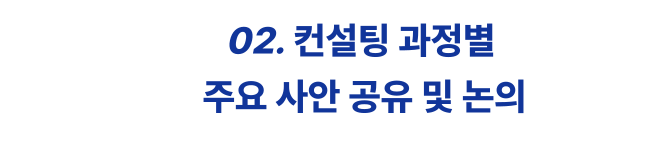 02. 컨설팅 과정별
주요 사안 공유 및 논의